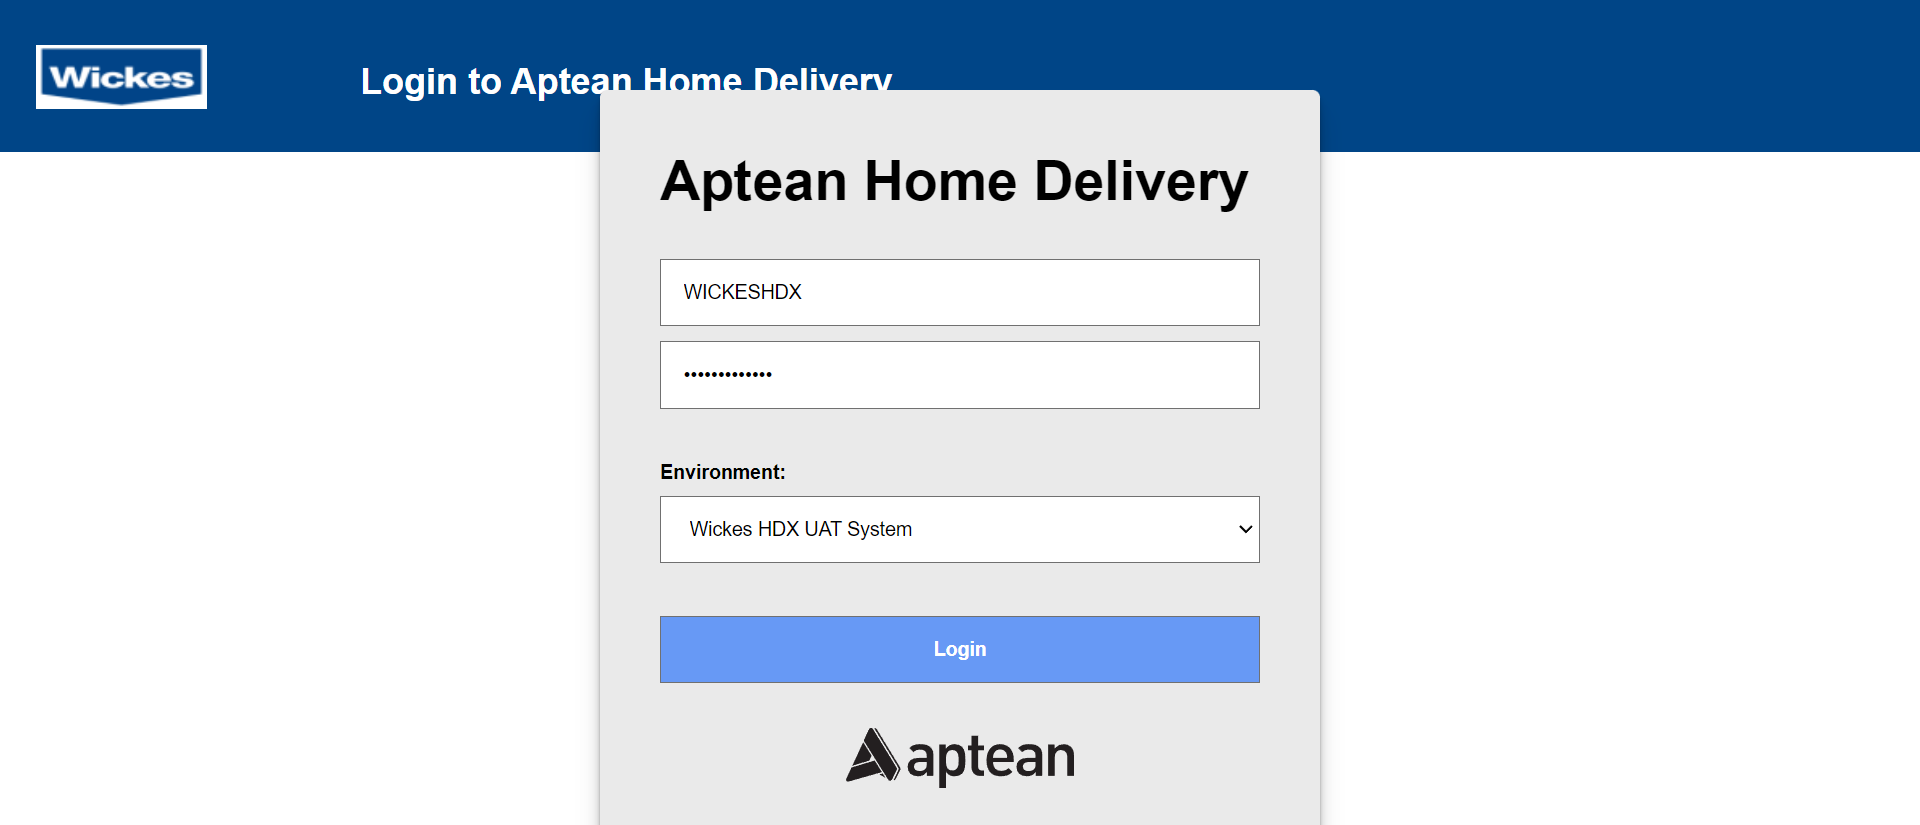 Wickes
Login to Aptean Home Delivery
Aptean Home Delivery
WICKESHDX
•••••••••••••
Environment:
Wickes HDX UAT System
Login
aptean